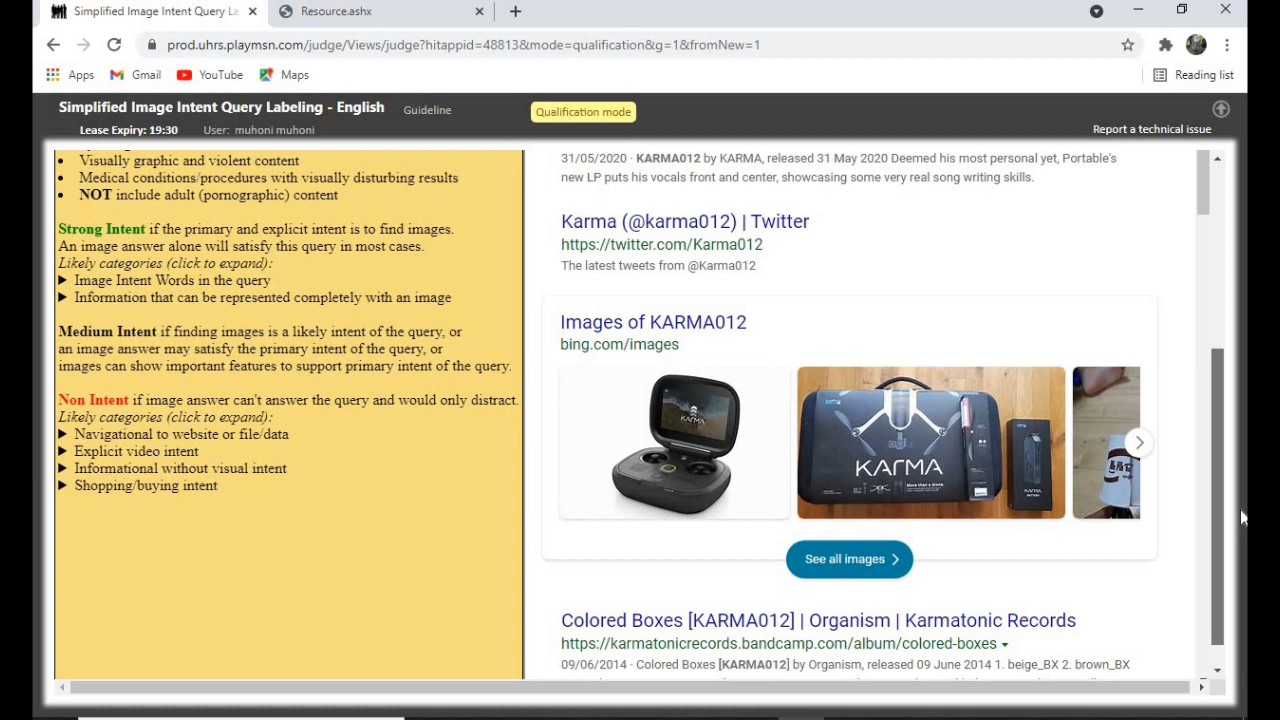 Simplified Image Intent Query La
Resource.ashx
prod.uhrs.playmsn.com/judge/Views/judge?hitappid=48813&mode=qualification&g=1&fromNew=1
Apps Gmail YouTube Maps Reading list
Simplified Image Intent Query Labeling - English Guideline Qualification mode
Lease Expiry: 19:30 User: muhoni muhoni Report a technical issue
• Visually graphic and violent content
• Medical conditions/procedures with visually disturbing results
• NOT include adult (pornographic) content
Strong Intent if the primary and explicit intent is to find images.
An image answer alone will satisfy this query in most cases.
Likely categories (click to expand):
Image Intent Words in the query
Information that can be represented completely with an image
Medium Intent if finding images is a likely intent of the query, or
an image answer may satisfy the primary intent of the query, or
images can show important features to support primary intent of the query.
Non Intent if image answer can't answer the query and would only distract.
Likely categories (click to expand):
Navigational to website or file/data
Explicit video intent
Informational without visual intent
Shopping/buying intent
31/05/2020 · KARMA012 by KARMA, released 31 May 2020 Deemed his most personal yet, Portable's
new LP puts his vocals front and center, showcasing some very real song writing skills.
Karma (@karma012) | Twitter
https://twitter.com/Karma012
The latest tweets from @Karma012
Images of KARMA012
bing.com/images
KARMA
KARMA
More than a drone.
KARMA
See all images
Colored Boxes [KARMA012] | Organism | Karmatonic Records
https://karmatonicrecords.bandcamp.com/album/colored-boxes
09/06/2014 · Colored Boxes [KARMA012] by Organism, released 09 June 2014 1. beige_BX 2. brown_BX